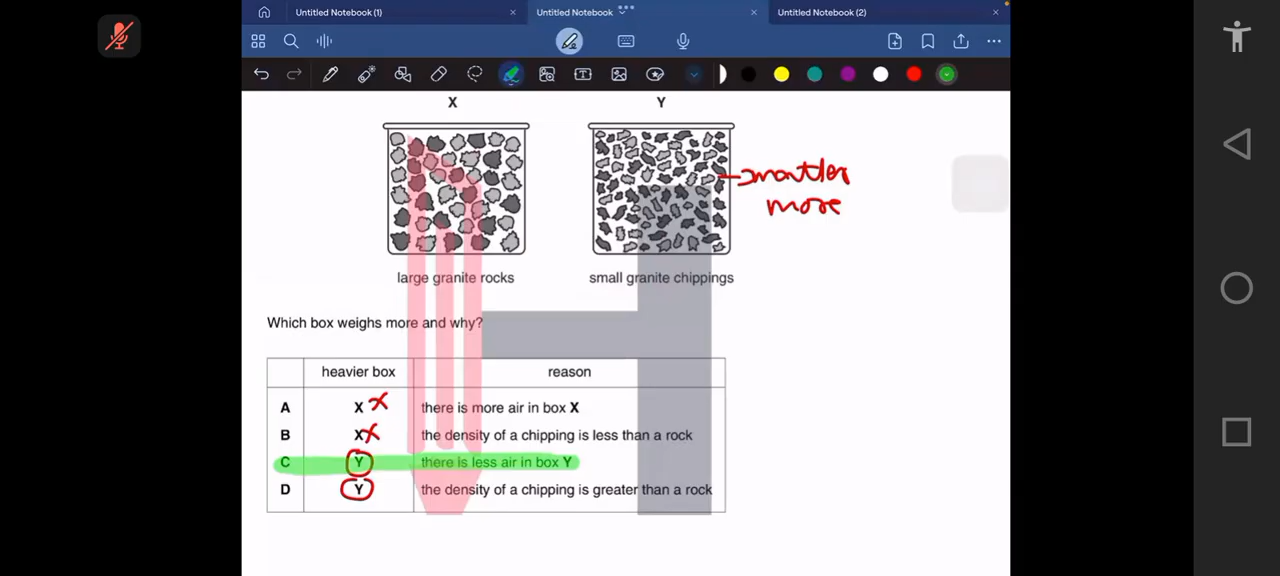 Untitled Notebook (1)
Untitled Notebook
Untitled Notebook (2)
X
Y
more
large granite rocks
small granite chippings
Which box weighs more and why?
heavier box
reason
A
X
there is more air in box X
B
X
the density of a chipping is less than a rock
C
Y
there is less air in box Y
D
Y
the density of a chipping is greater than a rock